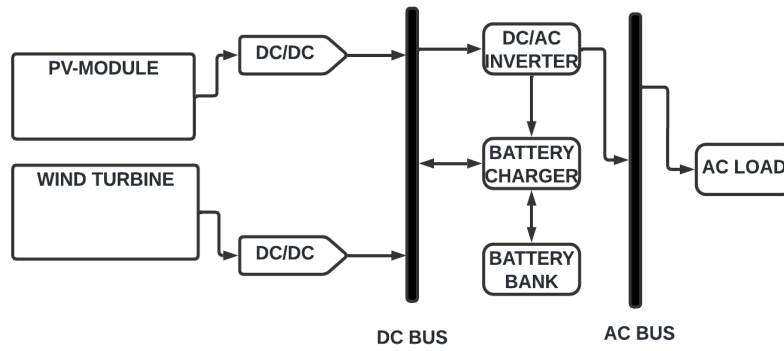 PV-MODULE
DC/DC
DC/AC
INVERTER
BATTERY
CHARGER
AC LOAD
WIND TURBINE
DC/DC
BATTERY
BANK
DC BUS
AC BUS